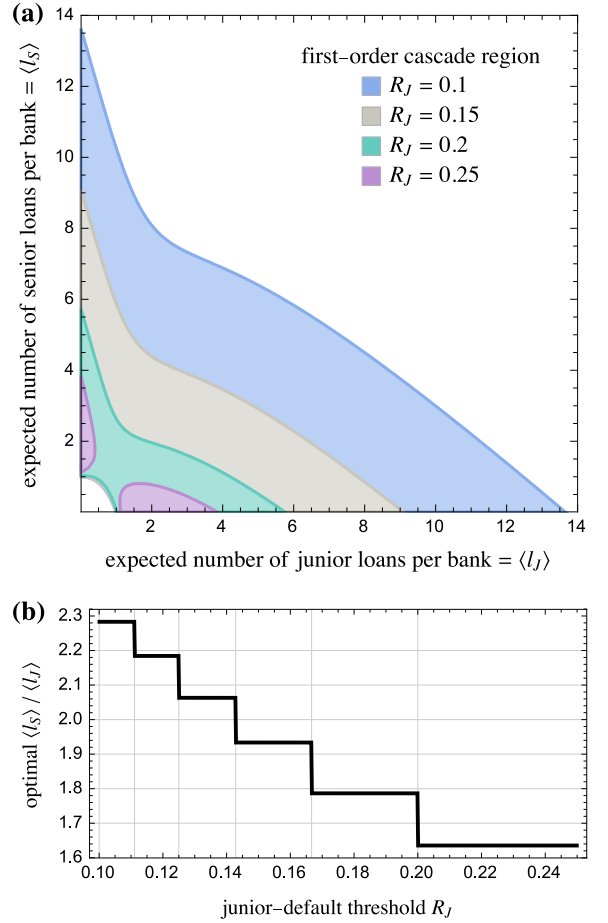 (a)
14
12
10
8
6
4
2
expected number of senior loans per bank = ⟨l_S⟩
first–order cascade region
R_J = 0.1
R_J = 0.15
R_J = 0.2
R_J = 0.25
2 4 6 8 10 12 14
expected number of junior loans per bank = ⟨l_J⟩
(b)
2.3
2.2
2.1
2.0
1.9
1.8
1.7
1.6
optimal ⟨l_S⟩ / ⟨l_J⟩
0.10 0.12 0.14 0.16 0.18 0.20 0.22 0.24
junior–default threshold R_J